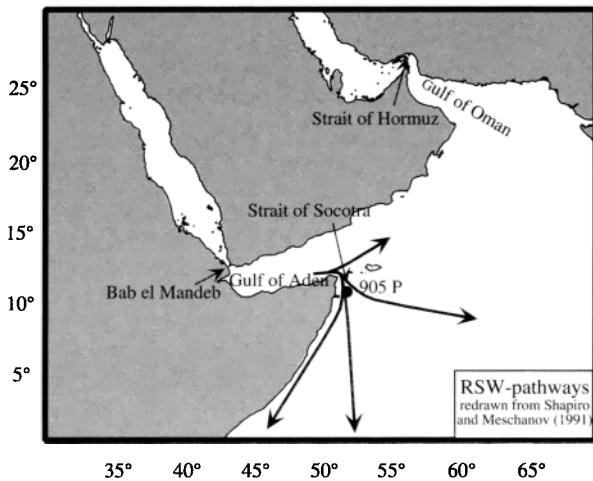 25°
20°
15°
10°
5°
Strait of Hormuz
Gulf of Oman
Strait of Socotra
Bab el Mandeb
Gulf of Aden
905 P
RSW-pathways
redrawn from Shapiro
and Meschanov (1991)
35° 40° 45° 50° 55° 60° 65°